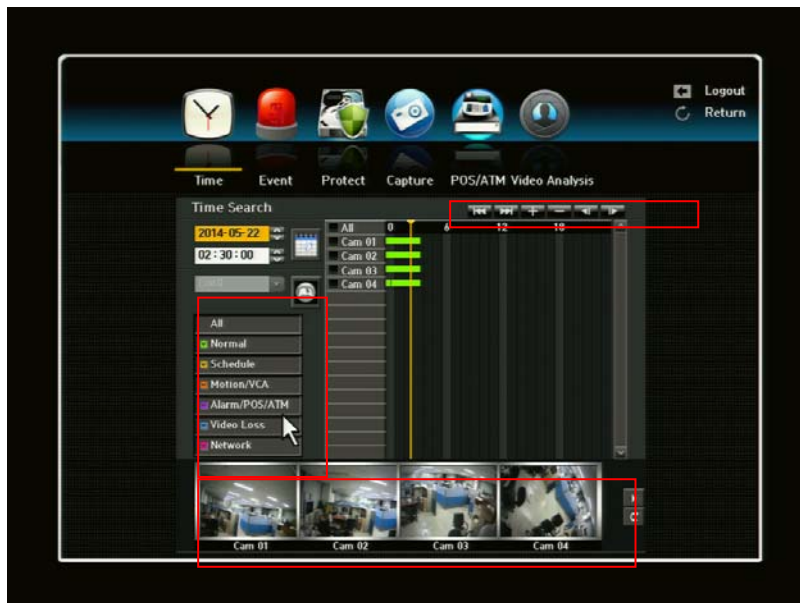 Logout
Return
Time Event Protect Capture POS/ATM Video Analysis
Time Search
2014-05-22
02:30:00
All 0 6 12 18
Cam 01
Cam 02
Cam 03
Cam 04
All
Normal
Schedule
Motion/VCA
Alarm/POS/ATM
Video Loss
Network
Cam 01 Cam 02 Cam 03 Cam 04